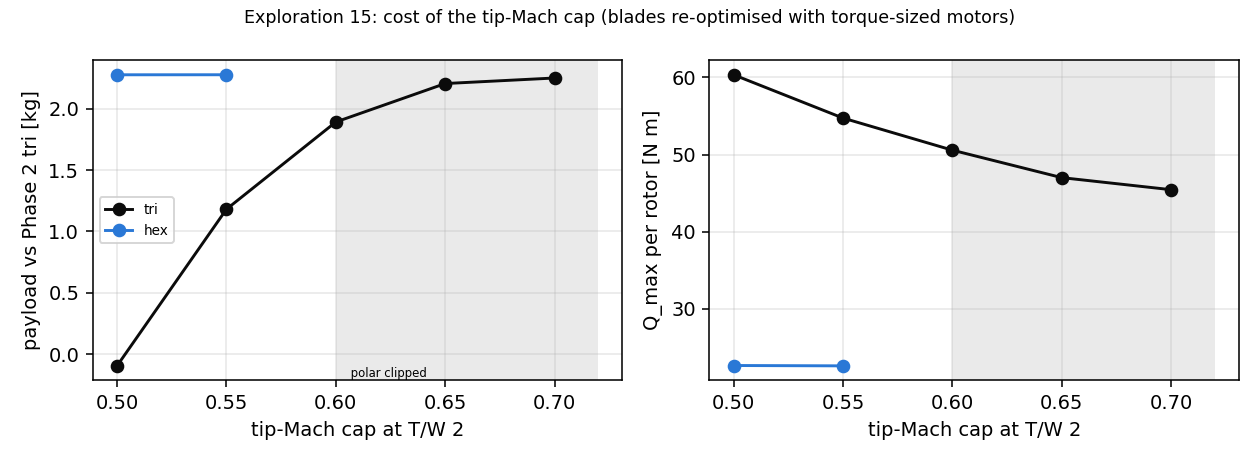 Exploration 15: cost of the tip-Mach cap (blades re-optimised with torque-sized motors)
payload vs Phase 2 tri [kg]
2.0
1.5
1.0
0.5
0.0
tri
hex
polar clipped
0.50 0.55 0.60 0.65 0.70
tip-Mach cap at T/W 2
Q_max per rotor [N m]
60
50
40
30
0.50 0.55 0.60 0.65 0.70
tip-Mach cap at T/W 2